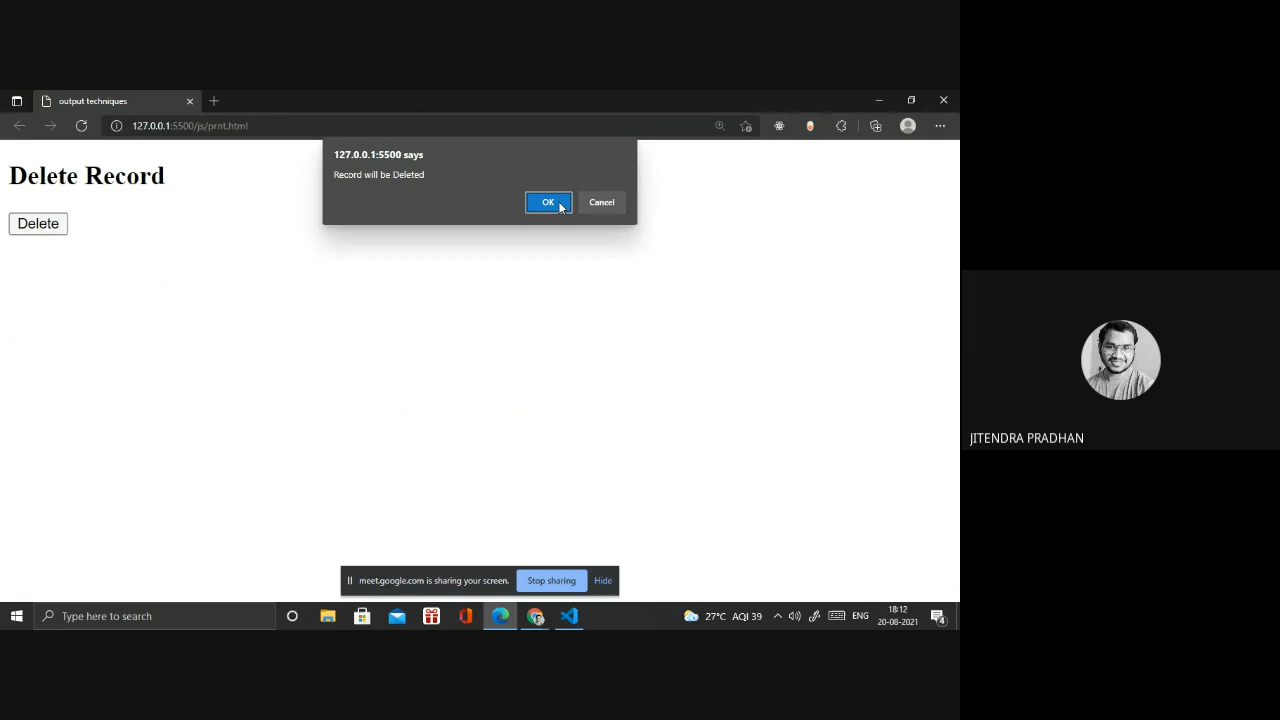 output techniques
127.0.0.1:5500/js/prnt.html
127.0.0.1:5500 says
Record will be Deleted
OK
Cancel
Delete Record
Delete
JITENDRA PRADHAN
meet.google.com is sharing your screen.
Stop sharing
Hide
Type here to search
27°C AQI 39
ENG
18:12
20-08-2021
4